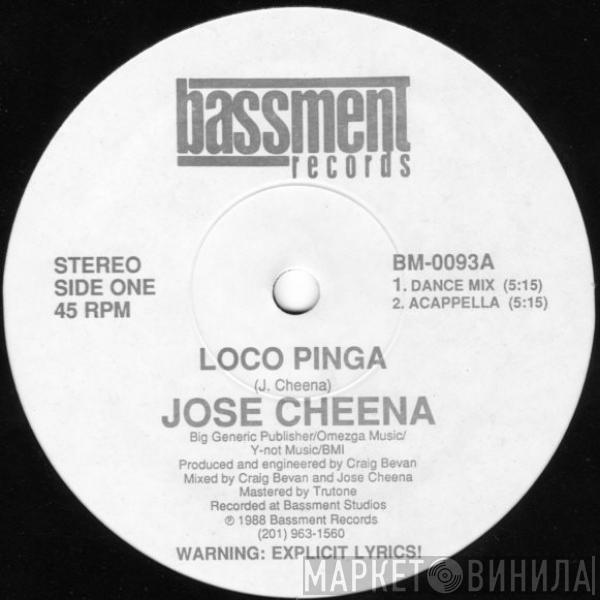 bassment
records
STEREO
SIDE ONE
45 RPM
BM-0093A
1. DANCE MIX (5:15)
2. ACAPPELLA (5:15)
LOCO PINGA
(J. Cheena)
JOSE CHEENA
Big Generic Publisher/Omezga Music/
Y-not Music/BMI
Produced and engineered by Craig Bevan
Mixed by Craig Bevan and Jose Cheena
Mastered by Trutone
Recorded at Bassment Studios
℗ 1988 Bassment Records
(201) 963-1560
WARNING: EXPLICIT LYRICS!
МАРКЕТ ВИНИЛА